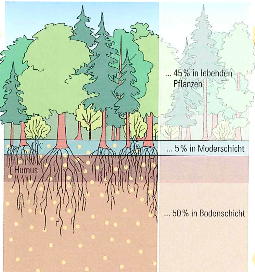 ... 45% in lebenden
Pflanzen
... 5% in Moderschicht
Humus
... 50% in Bodenschicht